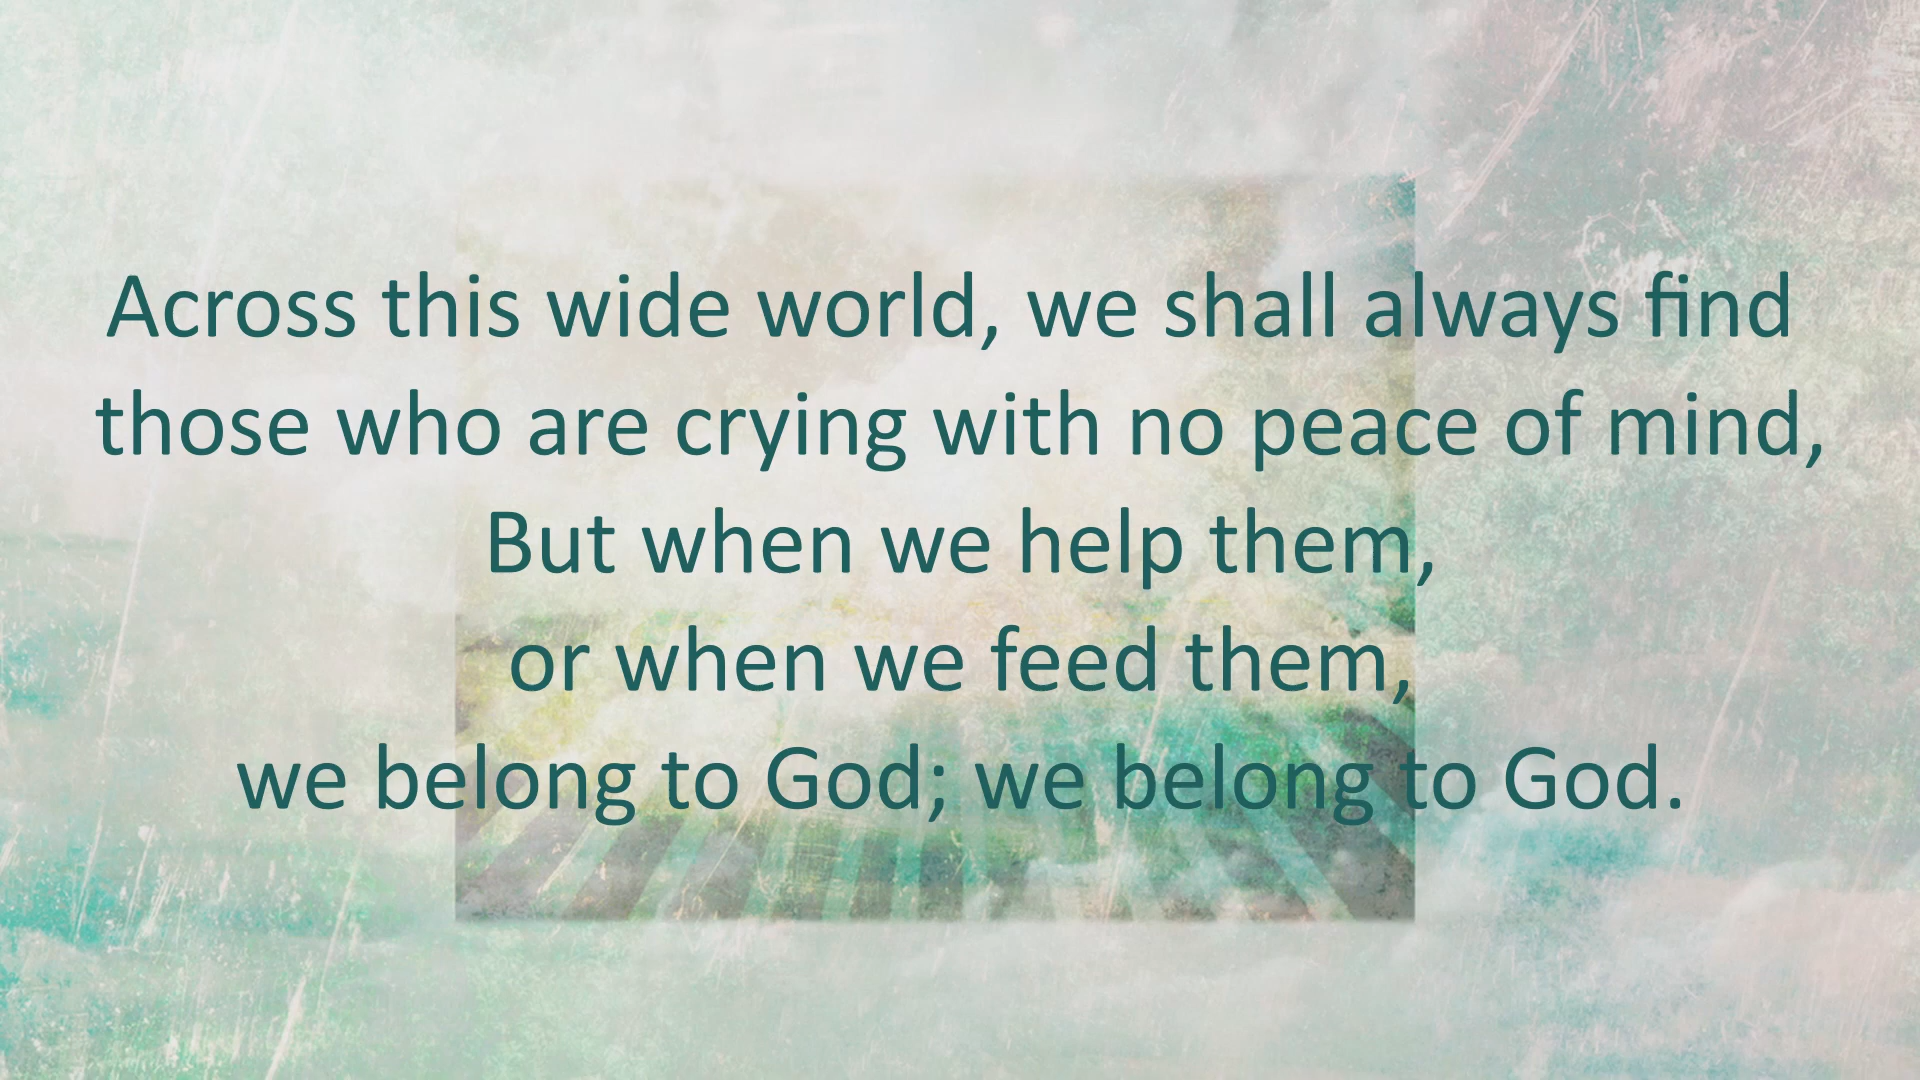 Across this wide world, we shall always find
those who are crying with no peace of mind,
But when we help them,
or when we feed them,
we belong to God; we belong to God.